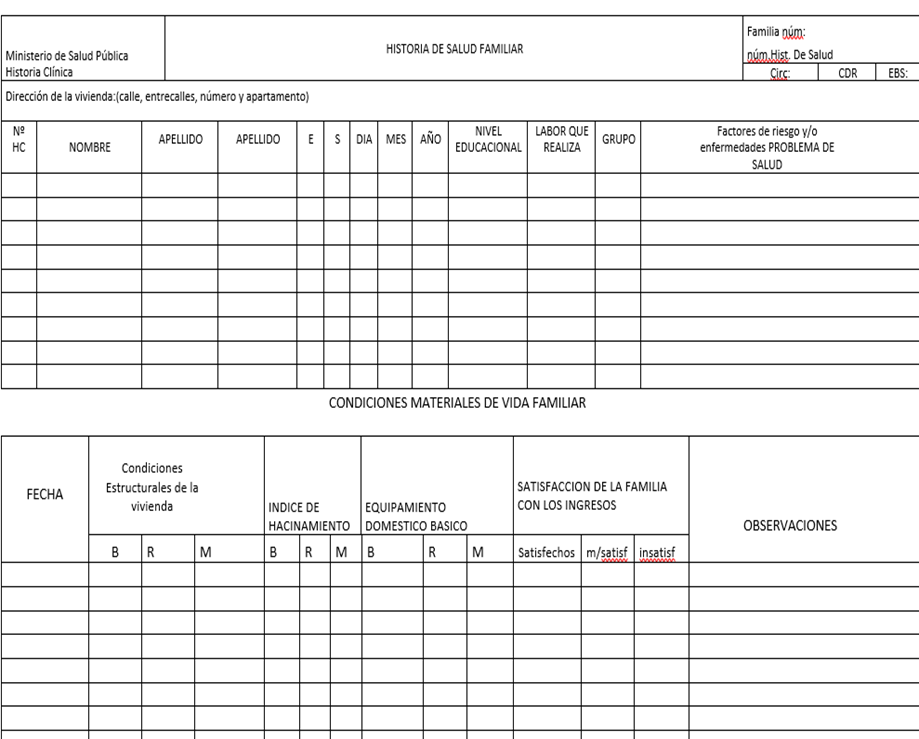 Ministerio de Salud Pública
Historia Clínica
HISTORIA DE SALUD FAMILIAR
Familia núm:
núm.Hist. De Salud
Circ: CDR EBS:
Dirección de la vivienda:(calle, entrecalles, número y apartamento)
Nº
HC
NOMBRE
APELLIDO
APELLIDO
E
S
DIA
MES
AÑO
NIVEL
EDUCACIONAL
LABOR QUE
REALIZA
GRUPO
Factores de riesgo y/o
enfermedades PROBLEMA DE
SALUD
CONDICIONES MATERIALES DE VIDA FAMILIAR
FECHA
Condiciones
Estructurales de la
vivienda
INDICE DE
HACINAMIENTO
EQUIPAMIENTO
DOMESTICO BASICO
SATISFACCION DE LA FAMILIA
CON LOS INGRESOS
OBSERVACIONES
B R M B R M B R M Satisfechos m/satisf insatisf